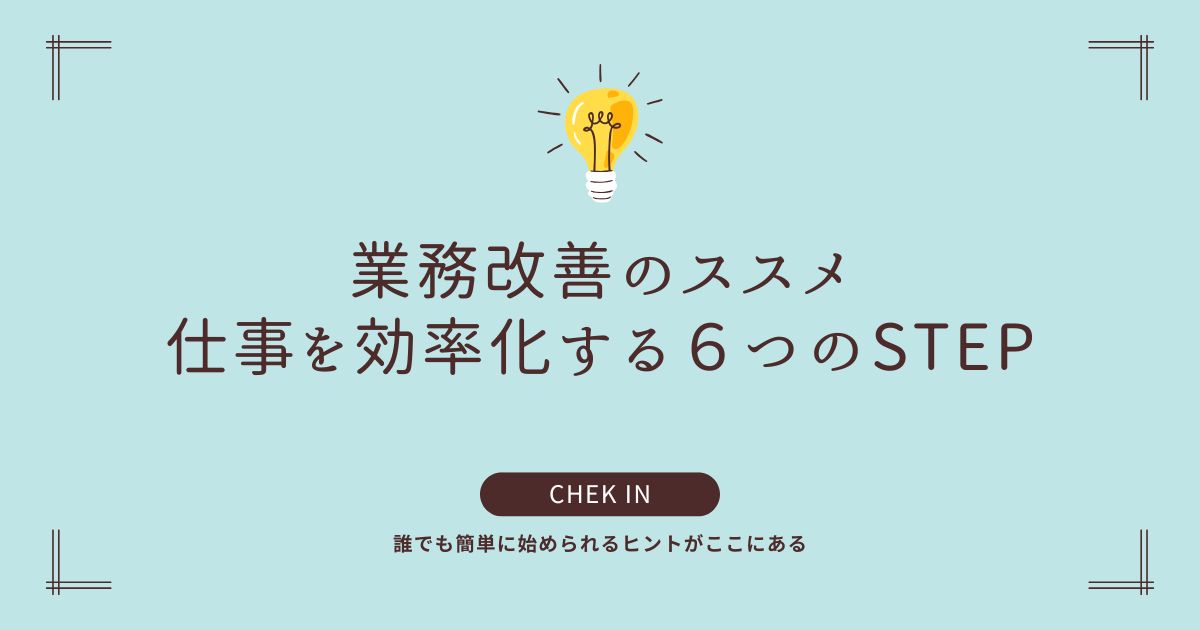 業務改善のススメ
仕事を効率化する６つのSTEP
CHEK IN
誰でも簡単に始められるヒントがここにある